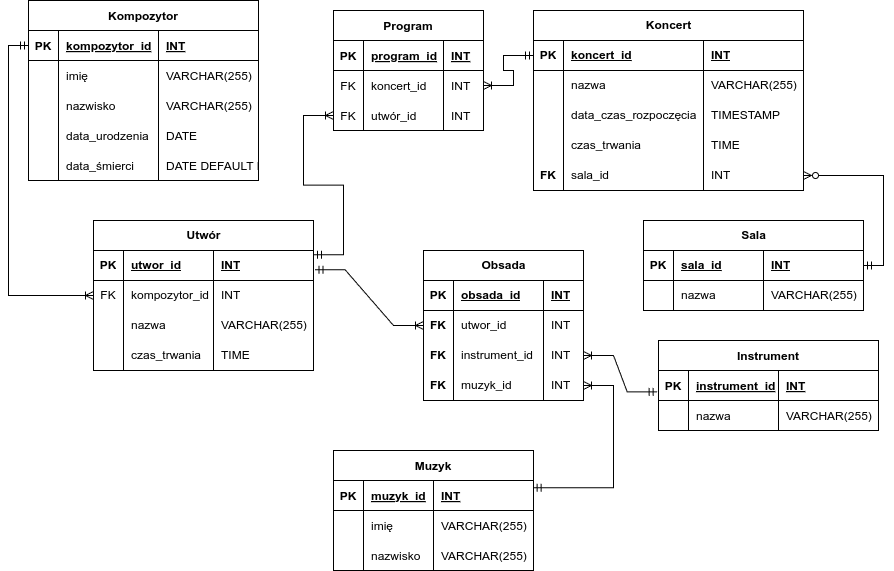 Kompozytor
PK kompozytor_id INT
imię VARCHAR(255)
nazwisko VARCHAR(255)
data_urodzenia DATE
data_śmierci DATE DEFAULT
Program
PK program_id INT
FK koncert_id INT
FK utwór_id INT
Koncert
PK koncert_id INT
nazwa VARCHAR(255)
data_czas_rozpoczęcia TIMESTAMP
czas_trwania TIME
FK sala_id INT
Utwór
PK utwor_id INT
FK kompozytor_id INT
nazwa VARCHAR(255)
czas_trwania TIME
Obsada
PK obsada_id INT
FK utwor_id INT
FK instrument_id INT
FK muzyk_id INT
Sala
PK sala_id INT
nazwa VARCHAR(255)
Instrument
PK instrument_id INT
nazwa VARCHAR(255)
Muzyk
PK muzyk_id INT
imię VARCHAR(255)
nazwisko VARCHAR(255)